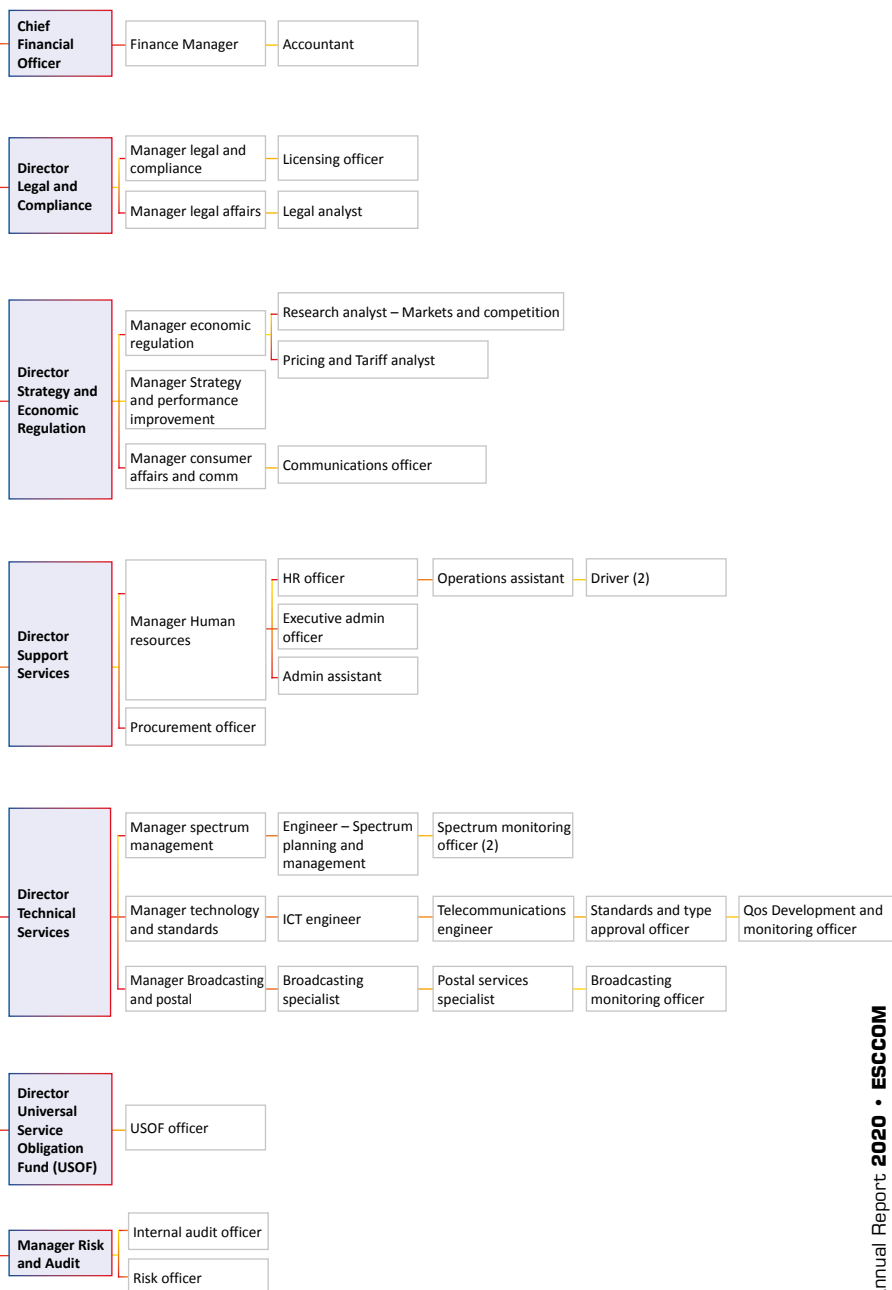 Chief
Financial
Officer
Finance Manager
Accountant
Director
Legal and
Compliance
Manager legal and
compliance
Licensing officer
Manager legal affairs
Legal analyst
Director
Strategy and
Economic
Regulation
Manager economic
regulation
Research analyst – Markets and competition
Pricing and Tariff analyst
Manager Strategy
and performance
improvement
Manager consumer
affairs and comm
Communications officer
Director
Support
Services
Manager Human
resources
HR officer
Operations assistant
Driver (2)
Executive admin
officer
Admin assistant
Procurement officer
Director
Technical
Services
Manager spectrum
management
Engineer – Spectrum
planning and
management
Spectrum monitoring
officer (2)
Manager technology
and standards
ICT engineer
Telecommunications
engineer
Standards and type
approval officer
Qos Development and
monitoring officer
Manager Broadcasting
and postal
Broadcasting
specialist
Postal services
specialist
Broadcasting
monitoring officer
Director
Universal
Service
Obligation
Fund (USOF)
USOF officer
Manager Risk
and Audit
Internal audit officer
Risk officer
nnual Report 2020 • ESCCOM